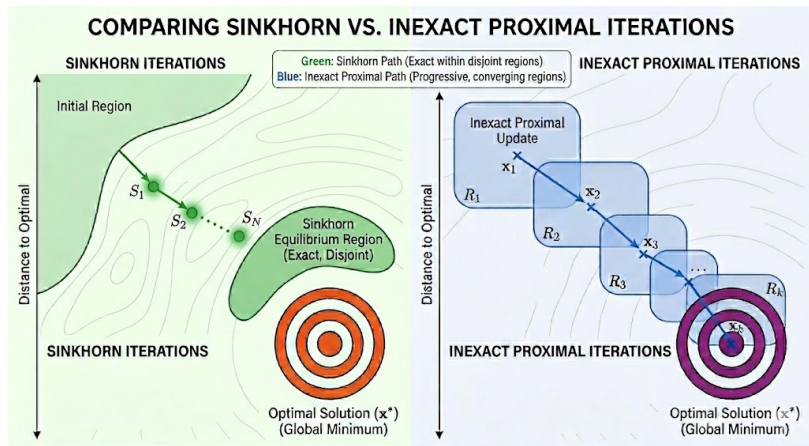 COMPARING SINKHORN VS. INEXACT PROXIMAL ITERATIONS
Green: Sinkhorn Path (Exact within disjoint regions)
Blue: Inexact Proximal Path (Progressive, converging regions)
SINKHORN ITERATIONS
Distance to Optimal
Initial Region
S₁
S₂
S_N
Sinkhorn
Equilibrium Region
(Exact, Disjoint)
SINKHORN ITERATIONS
Optimal Solution (x*)
(Global Minimum)
INEXACT PROXIMAL ITERATIONS
Distance to Optimal
Inexact Proximal
Update
x₁
R₁
x₂
R₂
x₃
R₃
...
R_k
x_k
INEXACT PROXIMAL ITERATIONS
Optimal Solution (x*)
(Global Minimum)